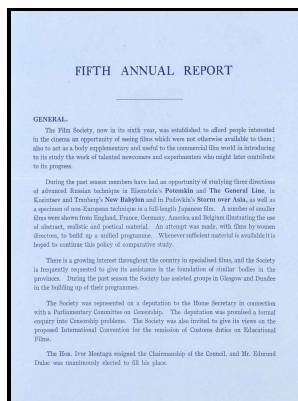 FIFTH ANNUAL REPORT
GENERAL.
The Film Society, now in its sixth year, was established to afford people interested
in the cinema an opportunity of seeing films which were not otherwise available to them ;
also to act as a body supplementary and useful to the commercial film world in introducing
to its study the work of talented newcomers and experimenters who might later contribute
to its progress.
During the past season members have had an opportunity of studying three directions
of advanced Russian technique in Eisenstein's Potemkin and The General Line, in
Kozintsev and Trauberg's New Babylon and in Pudovkin's Storm over Asia, as well as
a specimen of non-European technique in a full-length Japanese film. A number of smaller
films were shown from England, France, Germany, America and Belgium illustrating the use
of abstract, realistic and poetical material. An attempt was made, with films by women
directors, to build up a unified programme. Whenever sufficient material is available it is
hoped to continue this policy of comparative study.
There is a growing interest throughout the country in specialised films, and the Society
is frequently requested to give its assistance in the foundation of similar bodies in the
provinces. During the past season the Society has assisted groups in Glasgow and Dundee
in the building up of their programmes.
The Society was represented on a deputation to the Home Secretary in connection
with a Parliamentary Committee on Censorship. The deputation was promised a formal
enquiry into Censorship problems. The Society was also invited to give its views on the
proposed International Convention for the remission of Customs duties on Educational
Films.
The Hon. Ivor Montagu resigned the Chairmanship of the Council, and Mr. Edmund
Dulac was unanimously elected to fill his place.